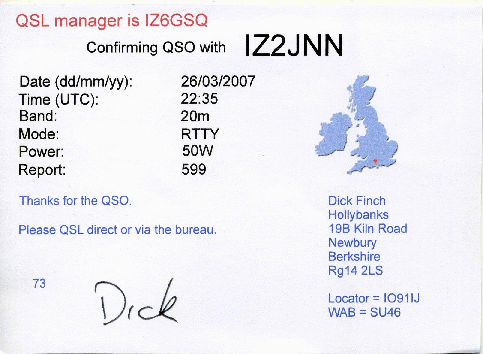 QSL manager is IZ6GSQ
Confirming QSO with IZ2JNN
Date (dd/mm/yy): 26/03/2007
Time (UTC): 22:35
Band: 20m
Mode: RTTY
Power: 50W
Report: 599
Thanks for the QSO.
Please QSL direct or via the bureau.
73
Dick
Dick Finch
Hollybanks
19B Kiln Road
Newbury
Berkshire
Rg14 2LS
Locator = IO91IJ
WAB = SU46